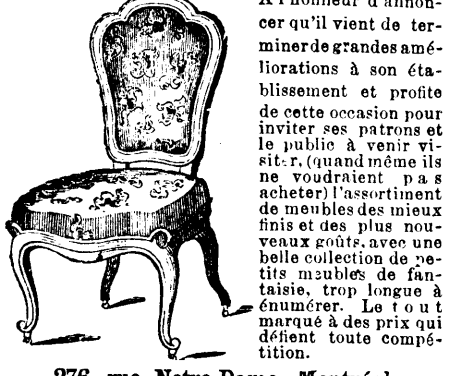 A l'honneur d'annon-
cer qu'il vient de ter-
miner de grandes amé-
liorations à son éta-
blissement et profite
de cette occasion pour
inviter ses patrons et
le public à venir vi-
siter, (quand même ils
ne voudraient pas
acheter) l'assortiment
de meubles des mieux
finis et des plus nou-
veaux goûts, avec une
belle collection de pe-
tits meubles de fan-
taisie, trop longue à
énumérer. Le tout
marqué à des prix qui
défient toute compé-
tition.
276, rue Notre-Dame, Montréal